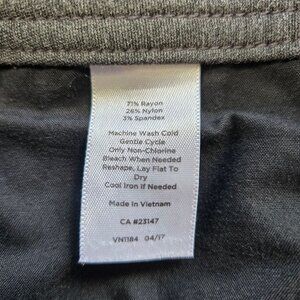 71% Rayon
26% Nylon
3% Spandex
Machine Wash Cold
Gentle Cycle
Only Non-Chlorine
Bleach When Needed
Reshape, Lay Flat To
Dry
Cool Iron if Needed
Made in Vietnam
CA #23147
VN1184 04/17